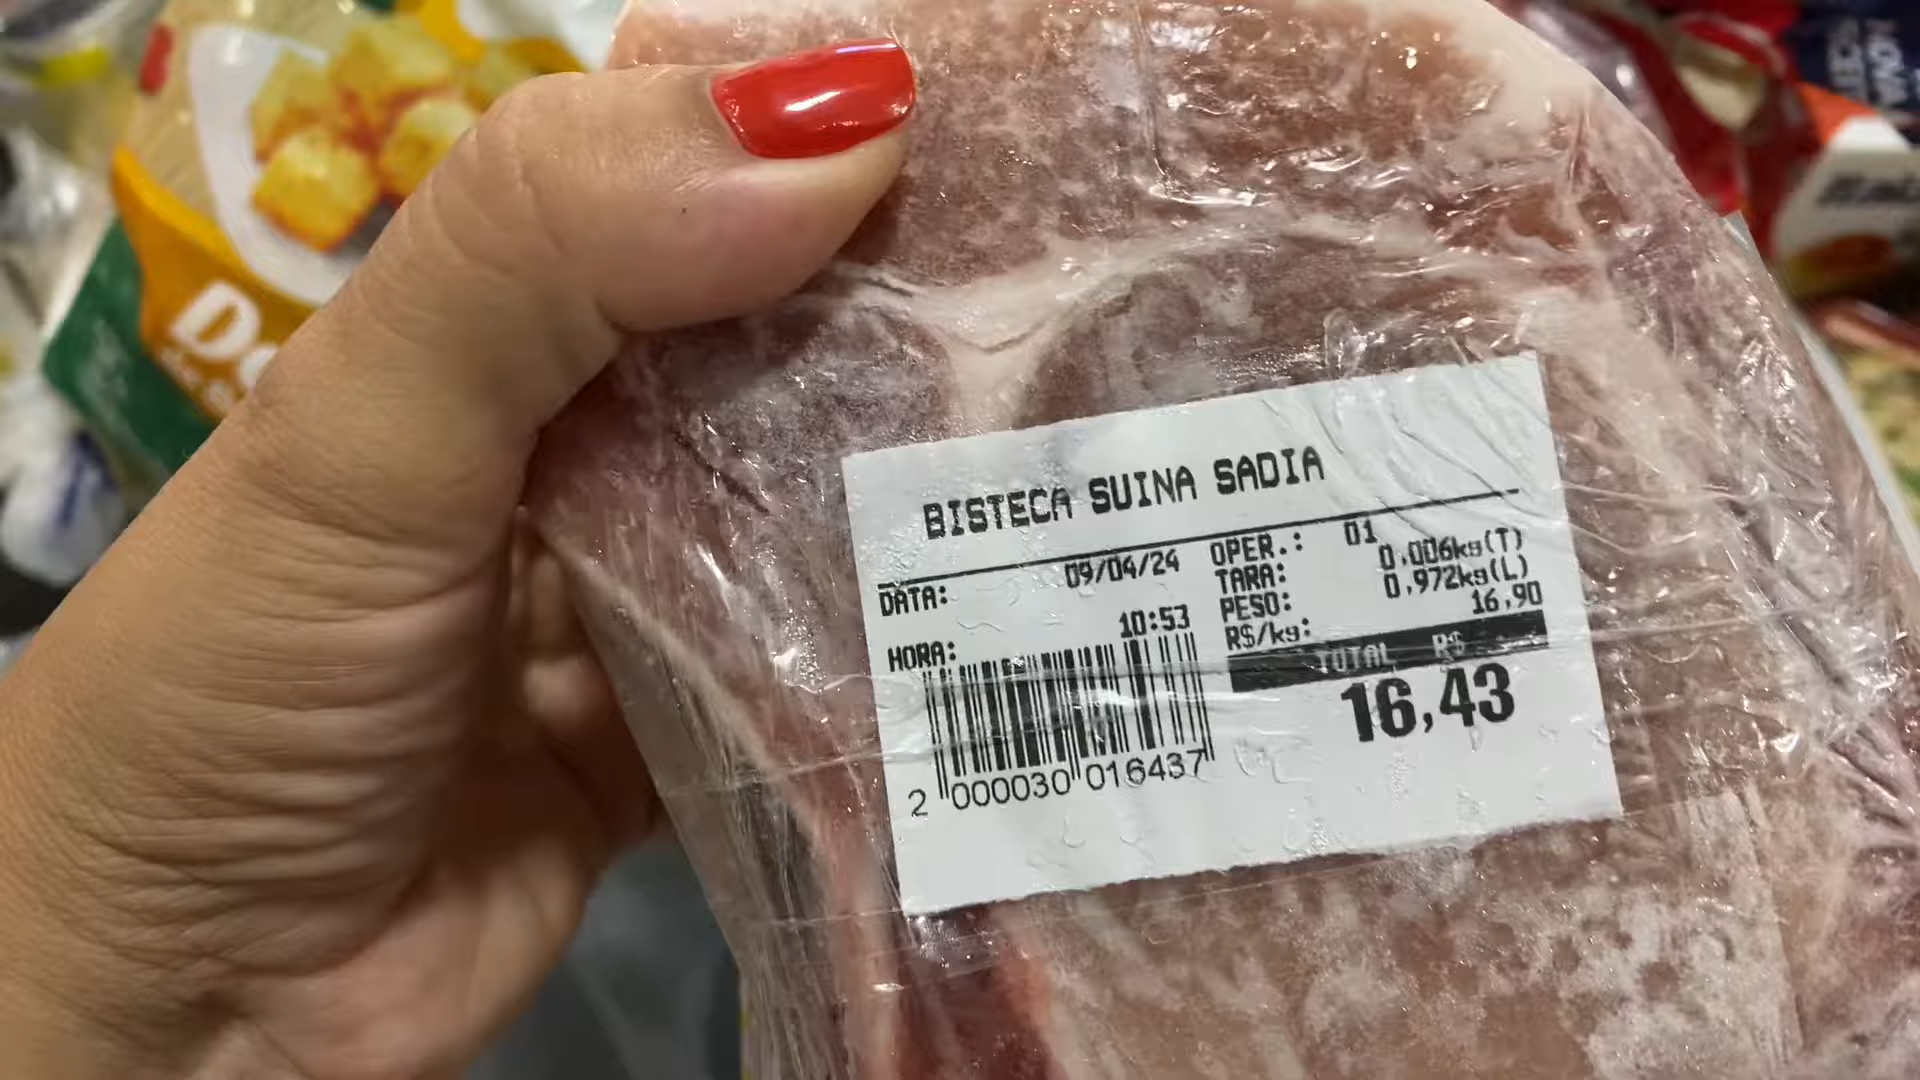 BISTECA SUINA SADIA
DATA: 09/04/24
HORA: 10:53
OPER.: 01
TARA: 0,006kg(T)
PESO: 0,972kg(L)
R$/kg: 16,90
TOTAL R$
16,43
2 000030 016437